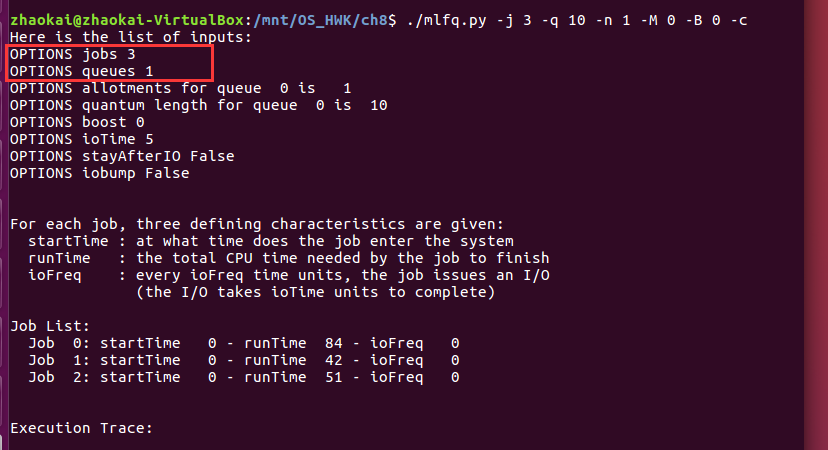 zhaokai@zhaokai-VirtualBox:/mnt/OS_HWK/ch8$ ./mlfq.py -j 3 -q 10 -n 1 -M 0 -B 0 -c
Here is the list of inputs:
OPTIONS jobs 3
OPTIONS queues 1
OPTIONS allotments for queue  0 is   1
OPTIONS quantum length for queue  0 is  10
OPTIONS boost 0
OPTIONS ioTime 5
OPTIONS stayAfterIO False
OPTIONS iobump False
For each job, three defining characteristics are given:
  startTime : at what time does the job enter the system
  runTime   : the total CPU time needed by the job to finish
  ioFreq    : every ioFreq time units, the job issues an I/O
              (the I/O takes ioTime units to complete)
Job List:
  Job  0: startTime   0 - runTime  84 - ioFreq   0
  Job  1: startTime   0 - runTime  42 - ioFreq   0
  Job  2: startTime   0 - runTime  51 - ioFreq   0
Execution Trace: